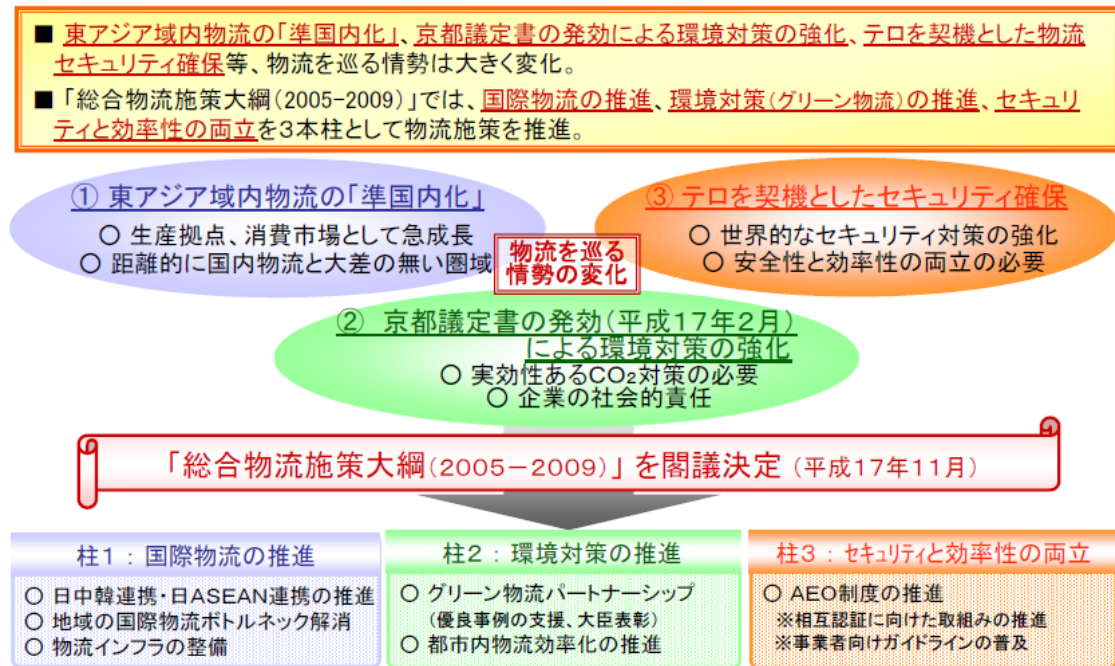 ■ 東アジア域内物流の「準国内化」、京都議定書の発効による環境対策の強化、テロを契機とした物流
セキュリティ確保等、物流を巡る情勢は大きく変化。
■ 「総合物流施策大綱(2005-2009)」では、国際物流の推進、環境対策(グリーン物流)の推進、セキュリ
ティと効率性の両立を3本柱として物流施策を推進。
① 東アジア域内物流の「準国内化」
○ 生産拠点、消費市場として急成長
○ 距離的に国内物流と大差の無い圏域
③ テロを契機としたセキュリティ確保
○ 世界的なセキュリティ対策の強化
○ 安全性と効率性の両立の必要
物流を巡る
情勢の変化
② 京都議定書の発効(平成17年2月)
による環境対策の強化
○ 実効性あるCO₂対策の必要
○ 企業の社会的責任
「総合物流施策大綱(2005-2009)」を閣議決定 (平成17年11月)
柱1:国際物流の推進
○ 日中韓連携・日ASEAN連携の推進
○ 地域の国際物流ボトルネック解消
○ 物流インフラの整備
柱2:環境対策の推進
○ グリーン物流パートナーシップ
(優良事例の支援、大臣表彰)
○ 都市内物流効率化の推進
柱3:セキュリティと効率性の両立
○ AEO制度の推進
※相互認証に向けた取組みの推進
※事業者向けガイドラインの普及